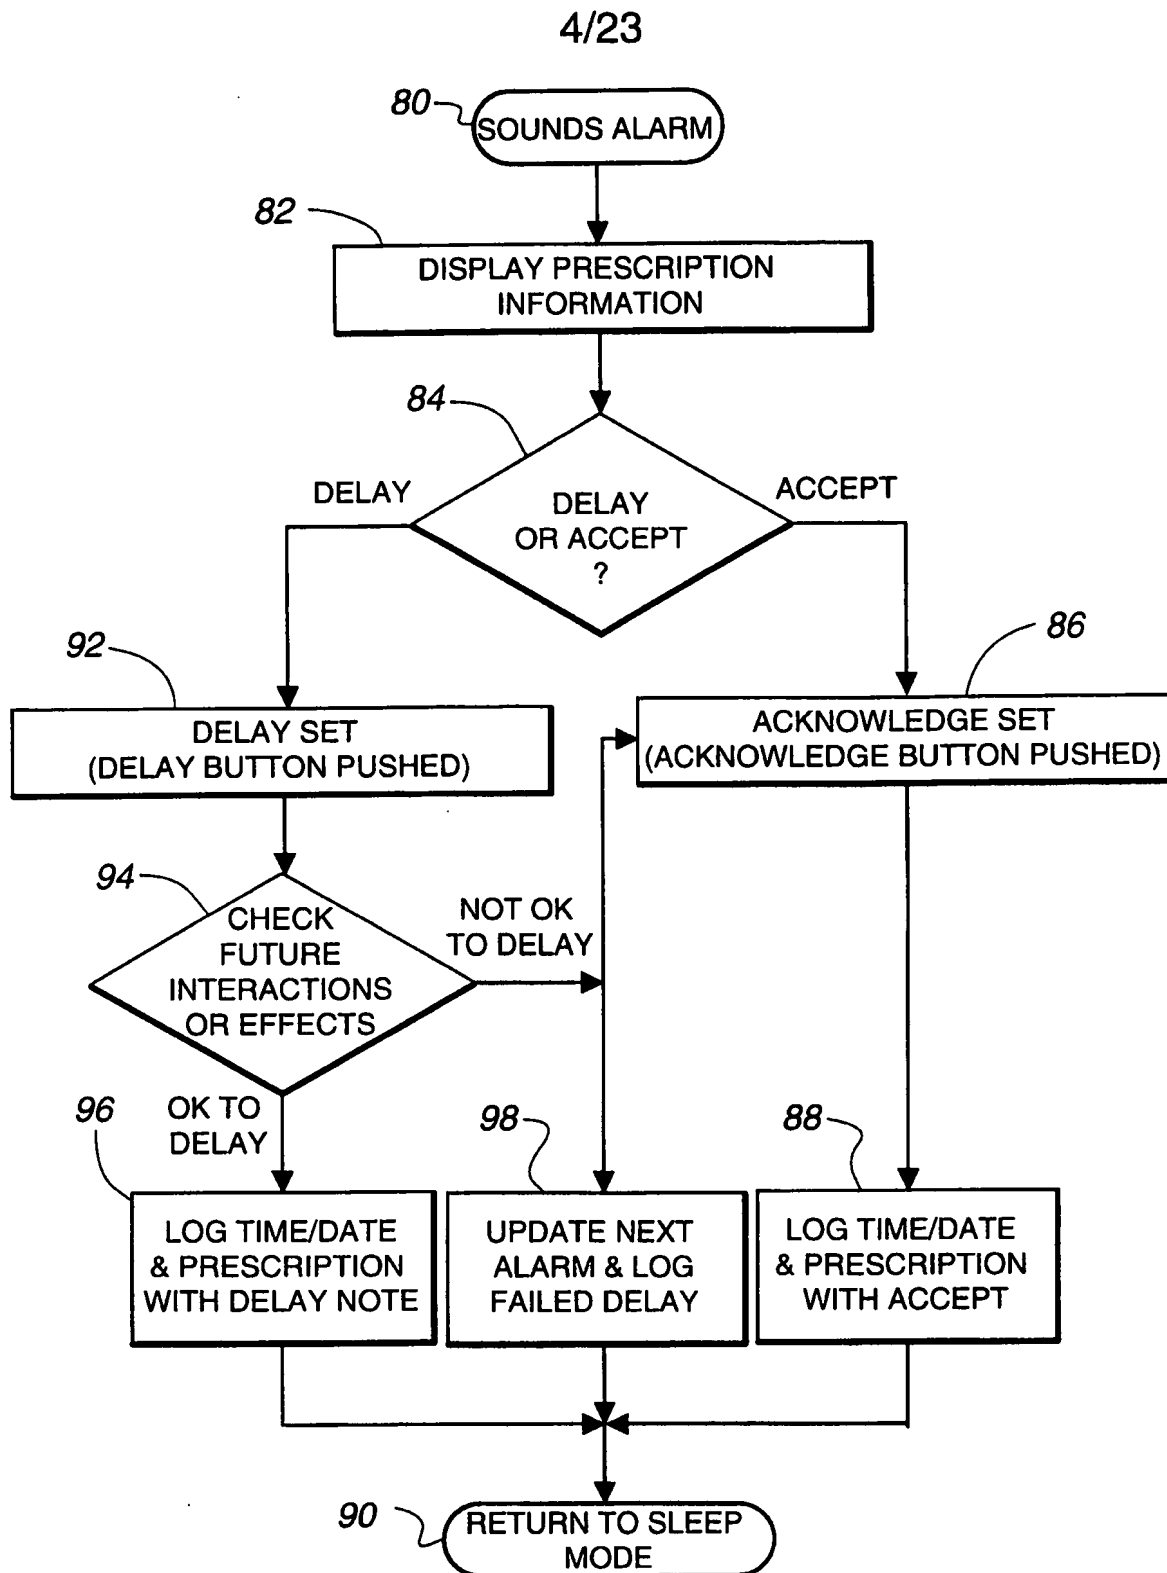 4/23
80
SOUNDS ALARM
82
DISPLAY PRESCRIPTION
INFORMATION
84
DELAY
DELAY
OR ACCEPT
?
ACCEPT
92
DELAY SET
(DELAY BUTTON PUSHED)
86
ACKNOWLEDGE SET
(ACKNOWLEDGE BUTTON PUSHED)
94
CHECK
FUTURE
INTERACTIONS
OR EFFECTS
NOT OK
TO DELAY
OK TO
DELAY
96
LOG TIME/DATE
& PRESCRIPTION
WITH DELAY NOTE
98
UPDATE NEXT
ALARM & LOG
FAILED DELAY
88
LOG TIME/DATE
& PRESCRIPTION
WITH ACCEPT
90
RETURN TO SLEEP
MODE